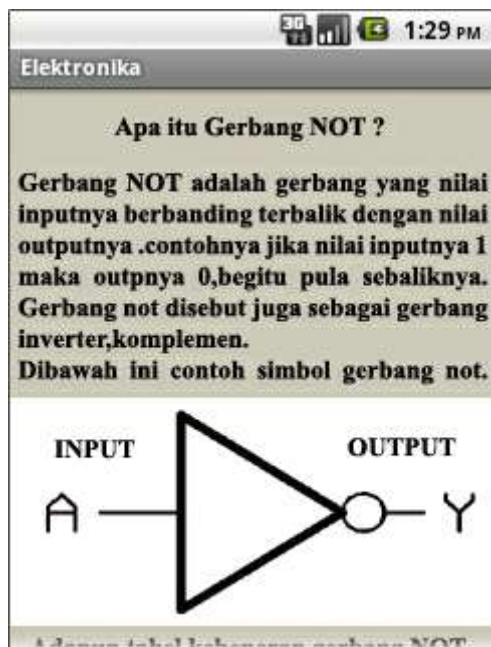 3G 1:29 PM
Elektronika
Apa itu Gerbang NOT ?
Gerbang NOT adalah gerbang yang nilai
inputnya berbanding terbalik dengan nilai
outputnya .contohnya jika nilai inputnya 1
maka outpnya 0,begitu pula sebaliknya.
Gerbang not disebut juga sebagai gerbang
inverter,komplemen.
Dibawah ini contoh simbol gerbang not.
INPUT OUTPUT
A Y
Adapun tabel kebenaran gerbang NOT